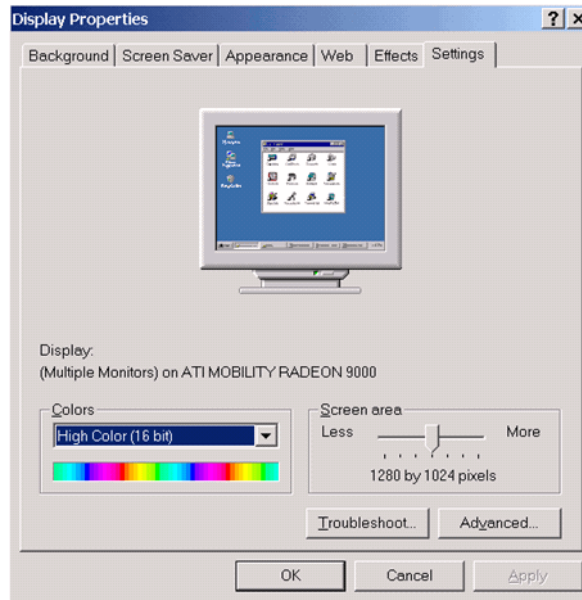 Display Properties
Background Screen Saver Appearance Web Effects Settings
Display:
(Multiple Monitors) on ATI MOBILITY RADEON 9000
Colors
High Color (16 bit)
Screen area
Less More
1280 by 1024 pixels
Troubleshoot... Advanced...
OK Cancel Apply